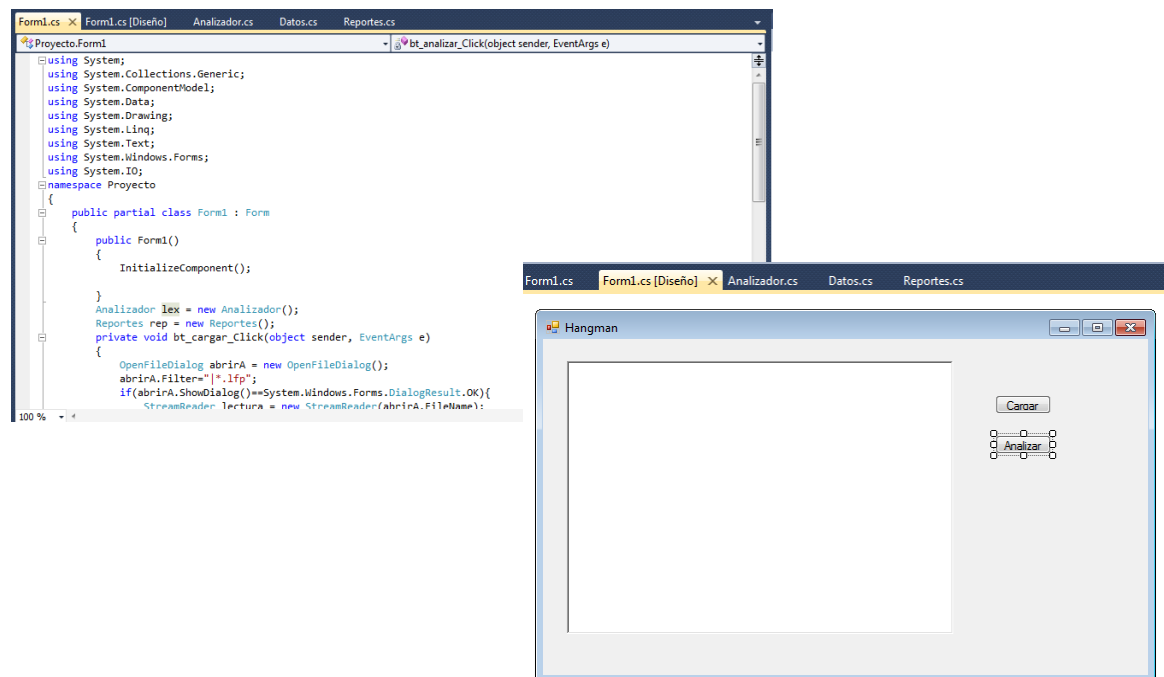 Form1.cs Form1.cs [Diseño] Analizador.cs Datos.cs Reportes.cs
Proyecto.Form1 bt_analizar_Click(object sender, EventArgs e)
using System;
using System.Collections.Generic;
using System.ComponentModel;
using System.Data;
using System.Drawing;
using System.Linq;
using System.Text;
using System.Windows.Forms;
using System.IO;
namespace Proyecto
{
public partial class Form1 : Form
{
public Form1()
{
InitializeComponent();
}
Analizador lex = new Analizador();
Reportes rep = new Reportes();
private void bt_cargar_Click(object sender, EventArgs e)
{
OpenFileDialog abrirA = new OpenFileDialog();
abrirA.Filter="|*.lfp";
if(abrirA.ShowDialog()==System.Windows.Forms.DialogResult.OK){
StreamReader lectura = new StreamReader(abrirA.FileName);
100 %
Form1.cs Form1.cs [Diseño] Analizador.cs Datos.cs Reportes.cs
Hangman
Cargar
Analizar